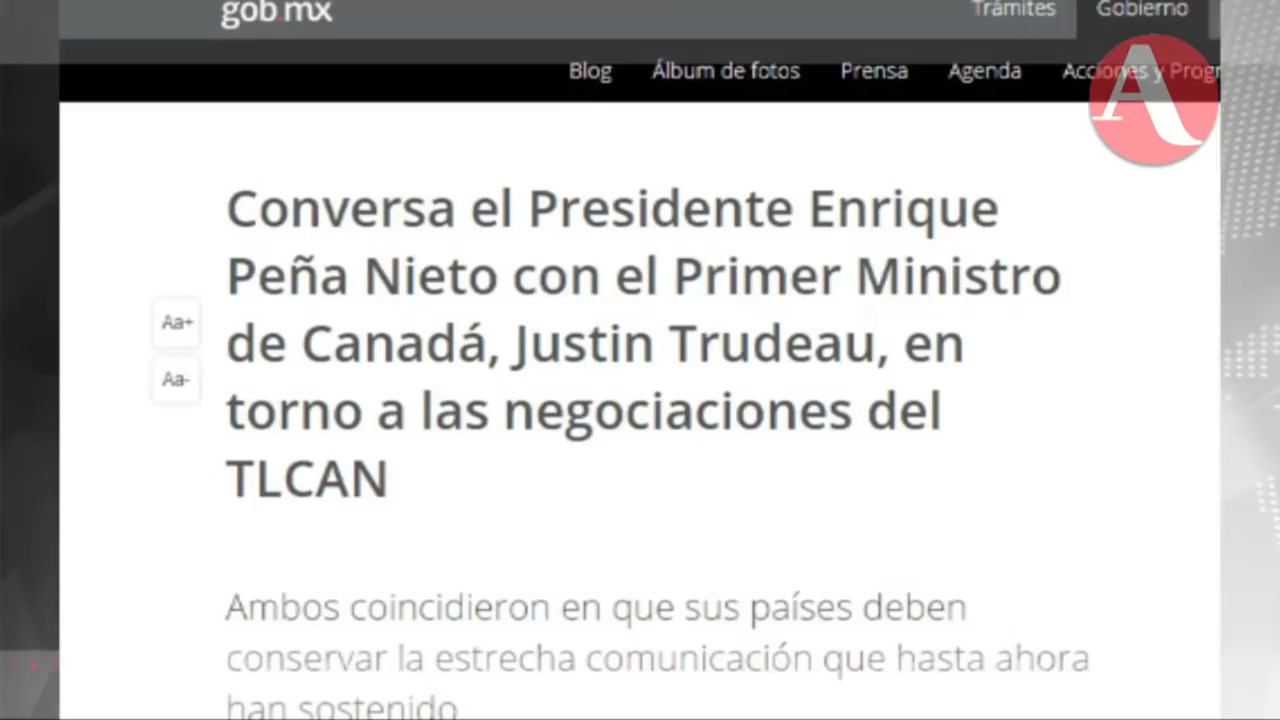 gob.mx
Trámites Gobierno
Blog Álbum de fotos Prensa Agenda Acciones y Progr
A
Conversa el Presidente Enrique
Peña Nieto con el Primer Ministro
de Canadá, Justin Trudeau, en
torno a las negociaciones del
TLCAN
Aa+
Aa-
Ambos coincidieron en que sus países deben
conservar la estrecha comunicación que hasta ahora
han sostenido